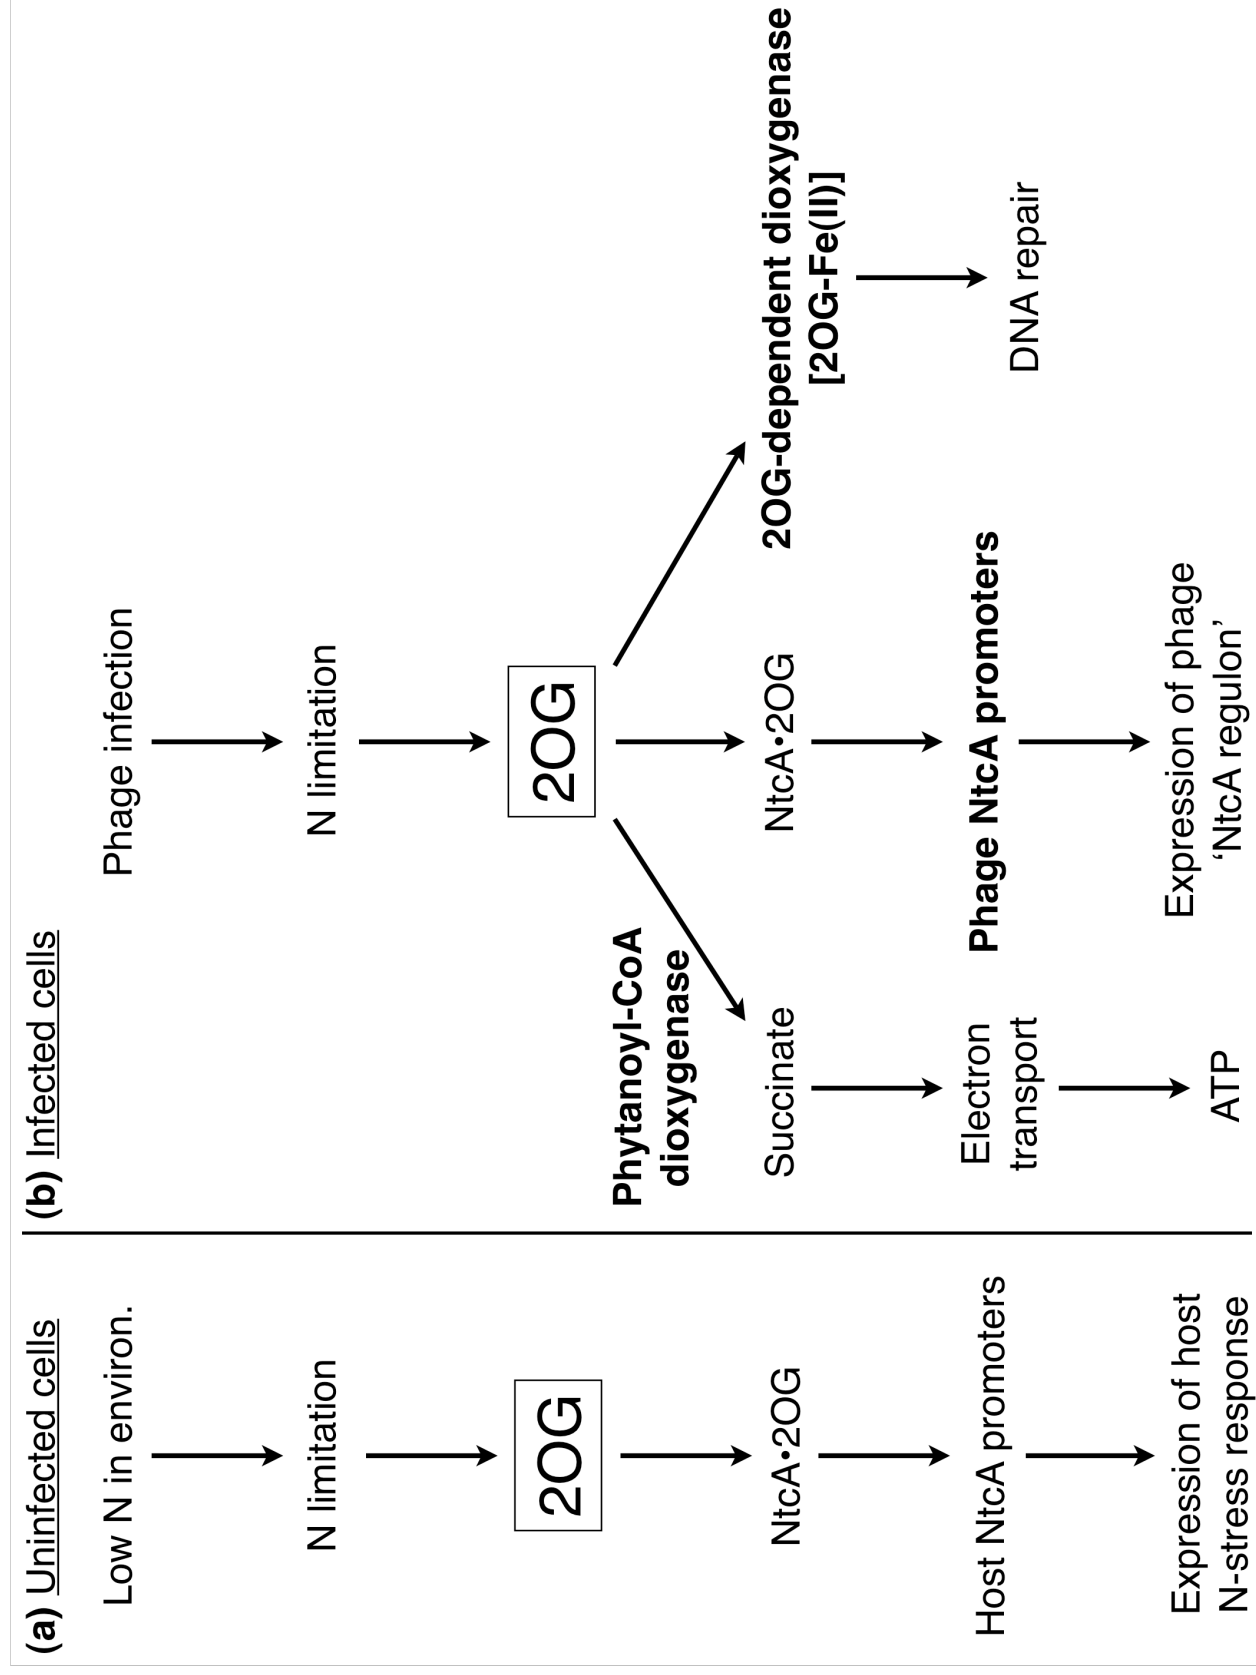 (a) Uninfected cells
Low N in environ.
N limitation
2OG
NtcA•2OG
Host NtcA promoters
Expression of host
N-stress response
(b) Infected cells
Phage infection
N limitation
2OG
Phytanoyl-CoA
dioxygenase
Succinate
Electron
transport
ATP
NtcA•2OG
Phage NtcA promoters
Expression of phage
‘NtcA regulon’
2OG-dependent dioxygenase
[2OG-Fe(II)]
DNA repair